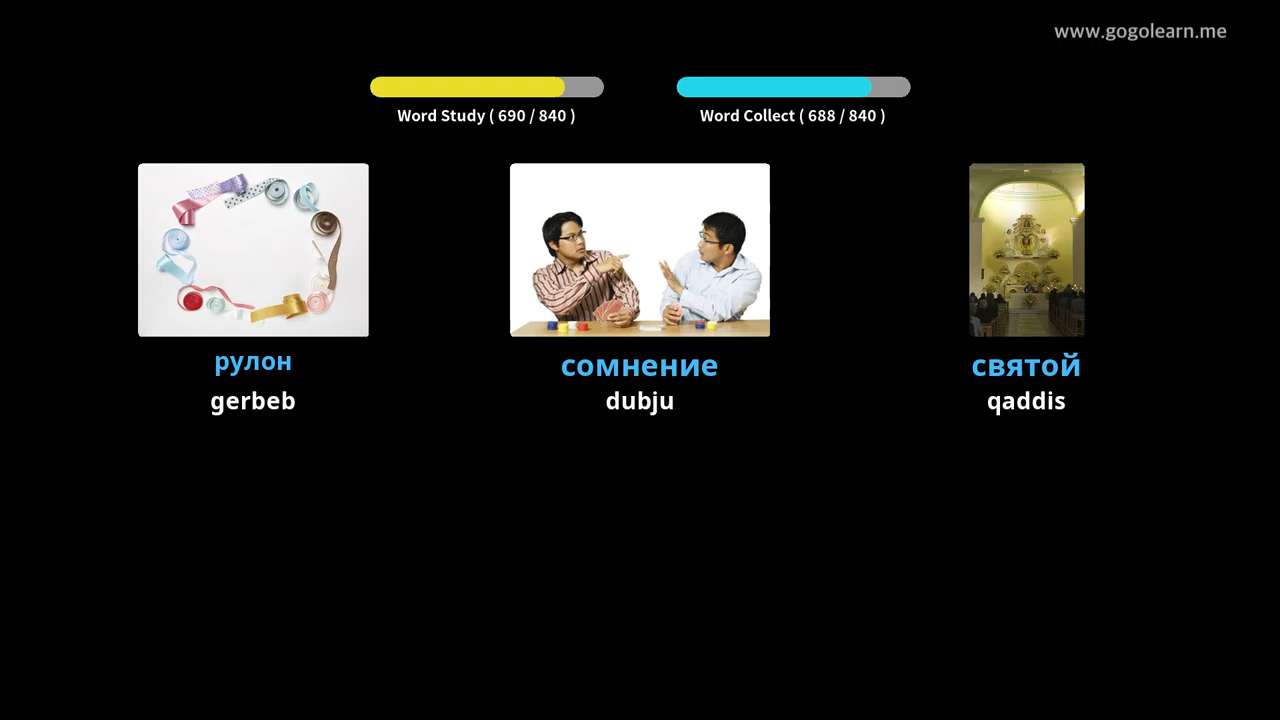 www.gogolearn.me
Word Study ( 690 / 840 )
Word Collect ( 688 / 840 )
рулон
сомнение
святой
gerbeb
dubju
qaddis